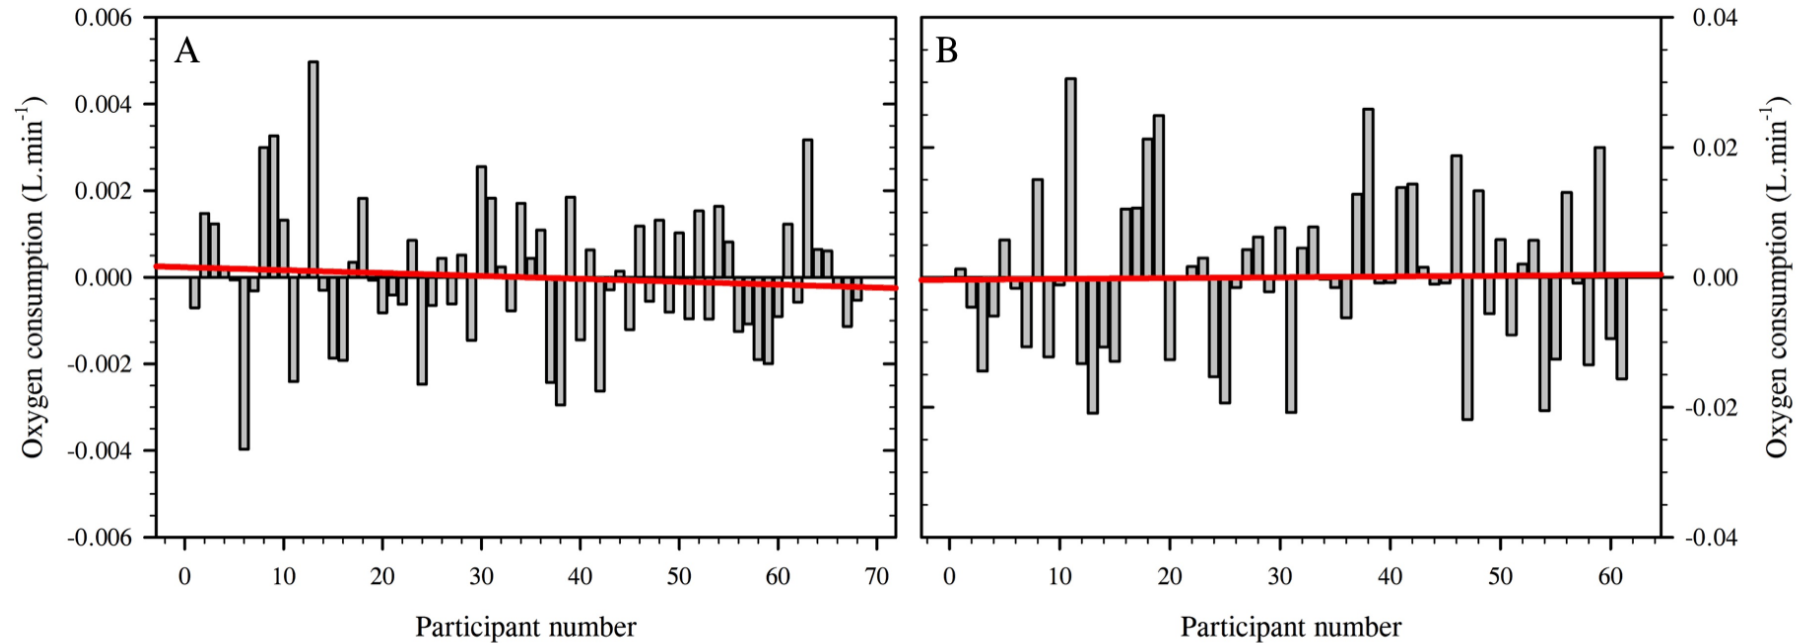 A
B
0.006
0.004
0.002
0.000
-0.002
-0.004
-0.006
Oxygen consumption (L.min⁻¹)
0 10 20 30 40 50 60 70
Participant number
0.04
0.02
0.00
-0.02
-0.04
Oxygen consumption (L.min⁻¹)
0 10 20 30 40 50 60
Participant number